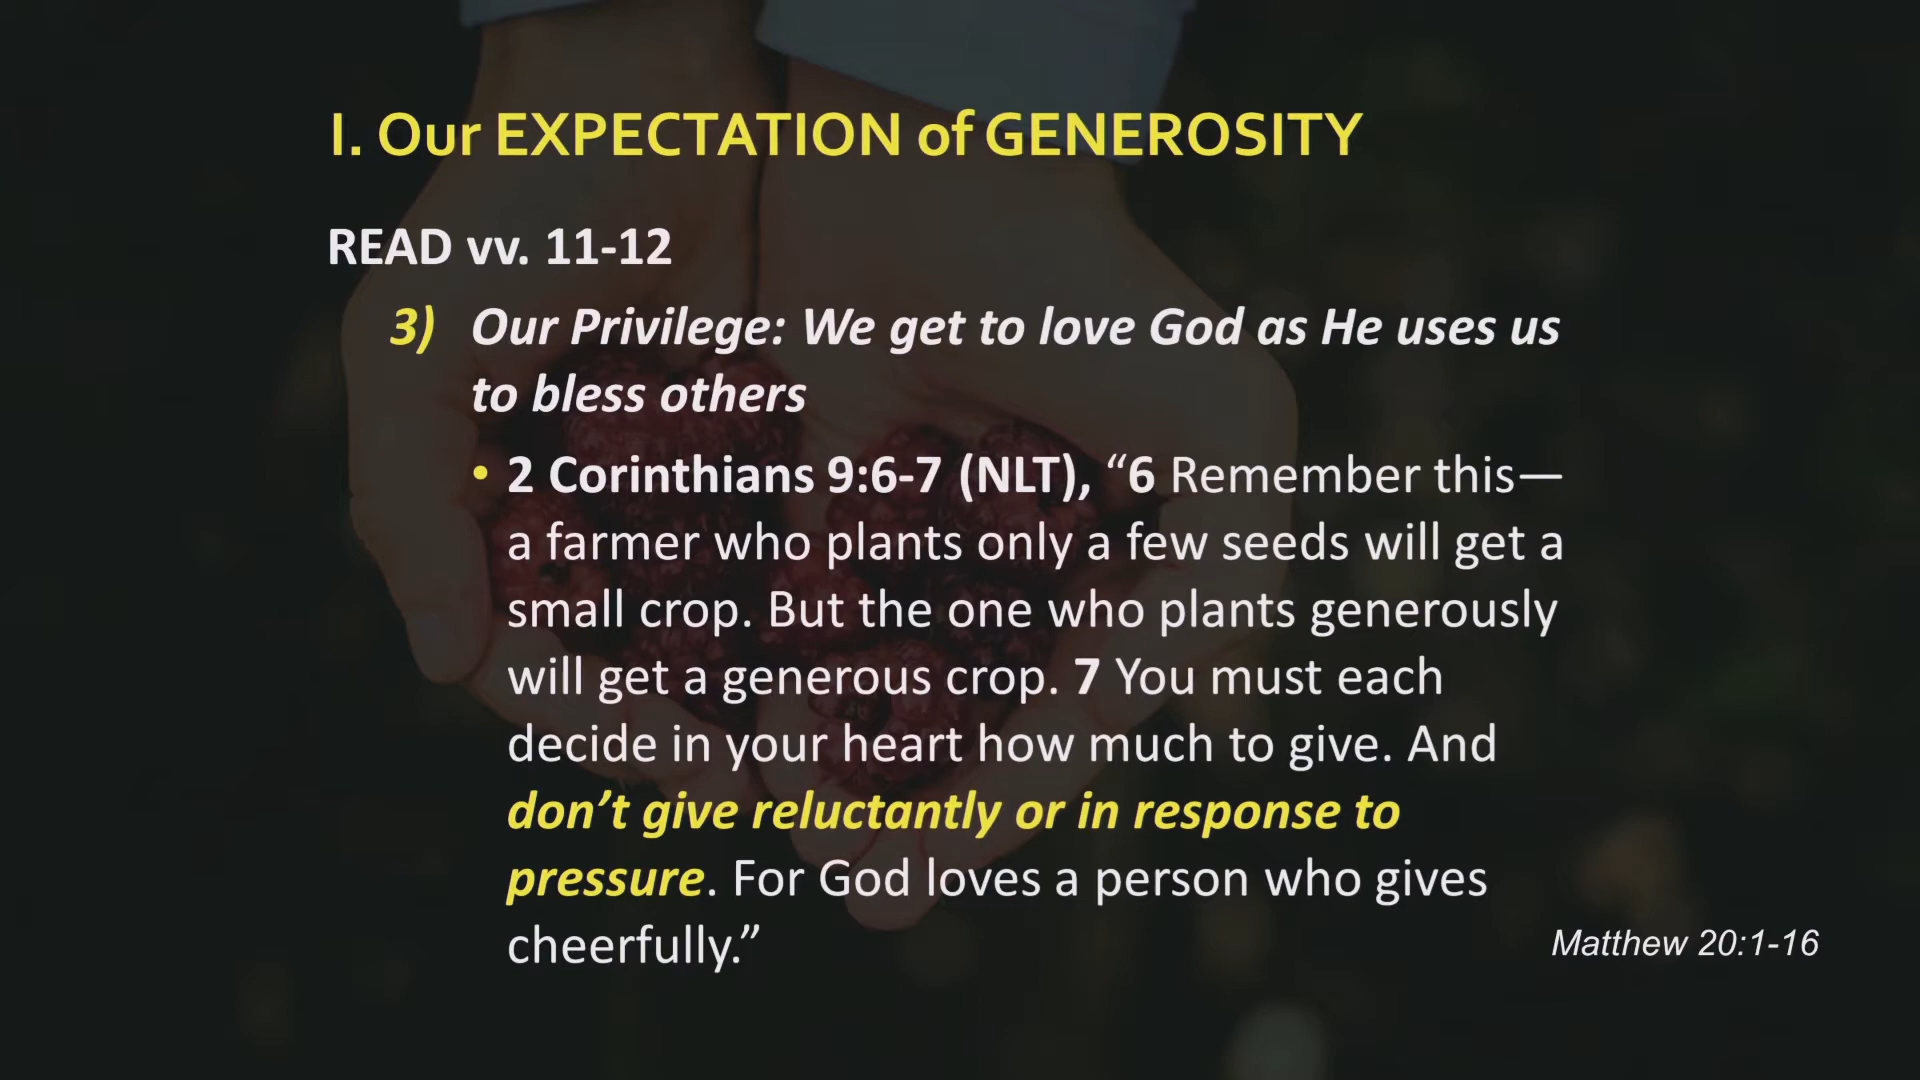 I. Our EXPECTATION of GENEROSITY
READ vv. 11-12
3) Our Privilege: We get to love God as He uses us
to bless others
• 2 Corinthians 9:6-7 (NLT), “6 Remember this—
a farmer who plants only a few seeds will get a
small crop. But the one who plants generously
will get a generous crop. 7 You must each
decide in your heart how much to give. And
don’t give reluctantly or in response to
pressure. For God loves a person who gives
cheerfully.”
Matthew 20:1-16